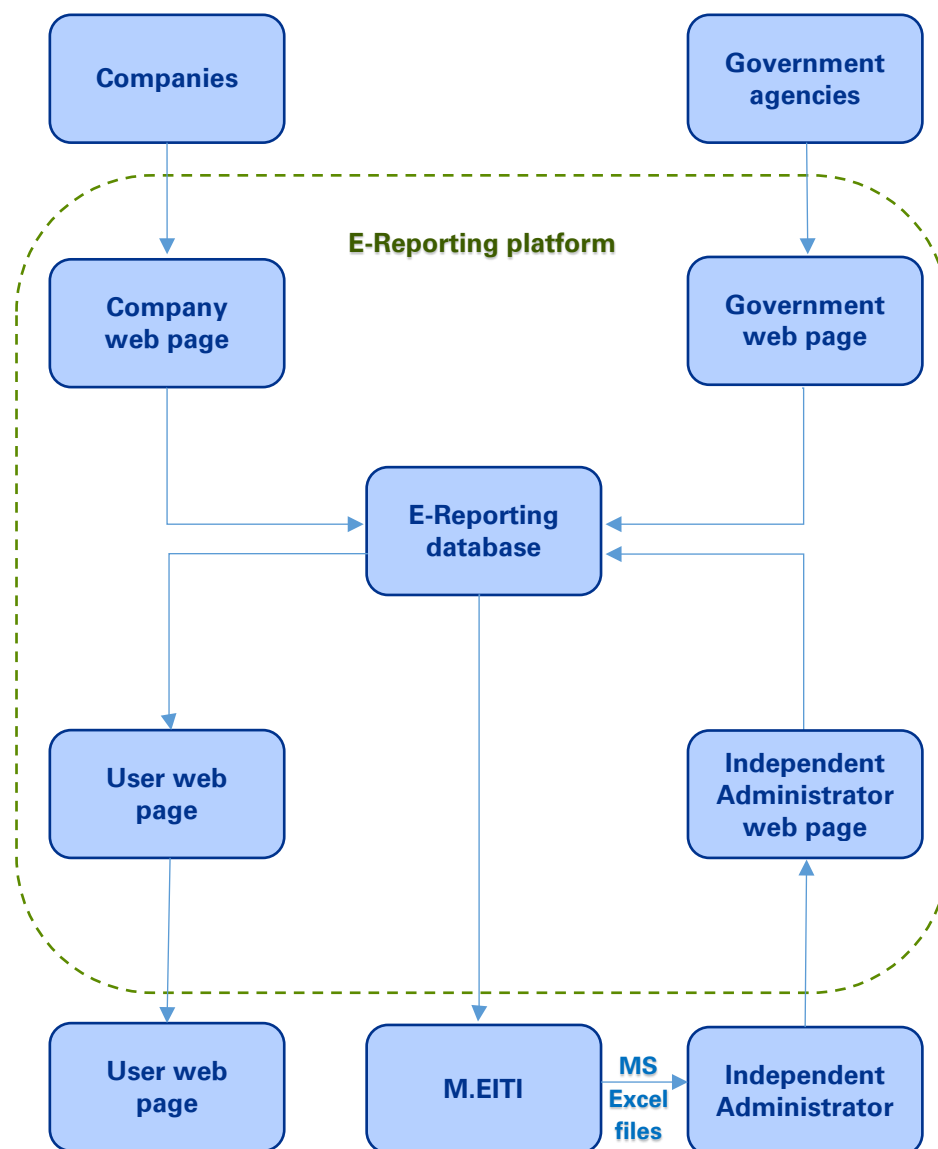 Companies
Government
agencies
E-Reporting platform
Company
web page
Government
web page
E-Reporting
database
User web
page
Independent
Administrator
web page
User web
page
M.EITI
MS
Excel
files
Independent
Administrator